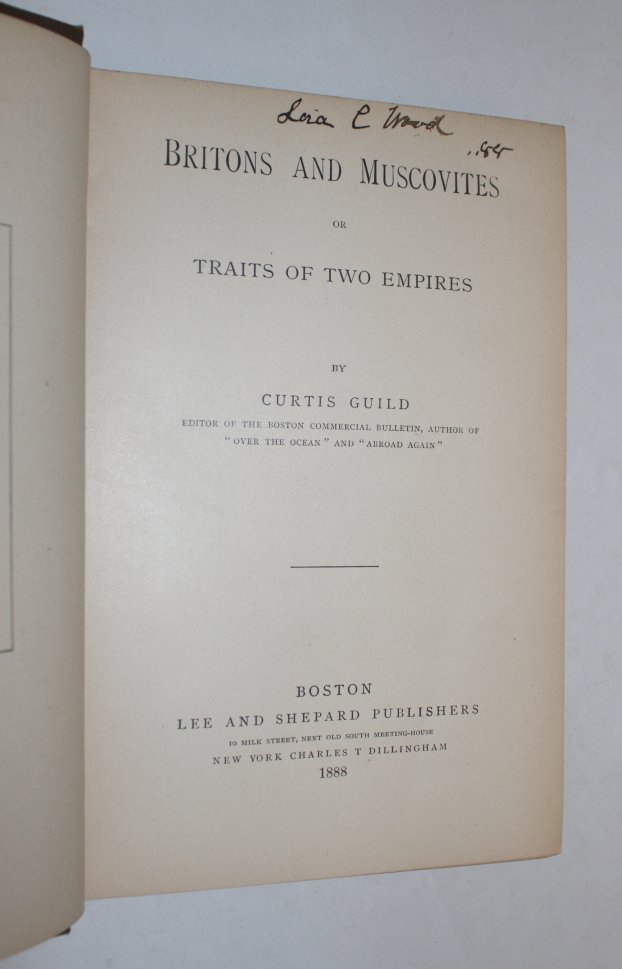 C Wood
BRITONS AND MUSCOVITES
OR
TRAITS OF TWO EMPIRES
BY
CURTIS GUILD
EDITOR OF THE BOSTON COMMERCIAL BULLETIN, AUTHOR OF
"OVER THE OCEAN" AND "ABROAD AGAIN"
BOSTON
LEE AND SHEPARD PUBLISHERS
10 MILK STREET, NEXT OLD SOUTH MEETING-HOUSE
NEW YORK CHARLES T DILLINGHAM
1888